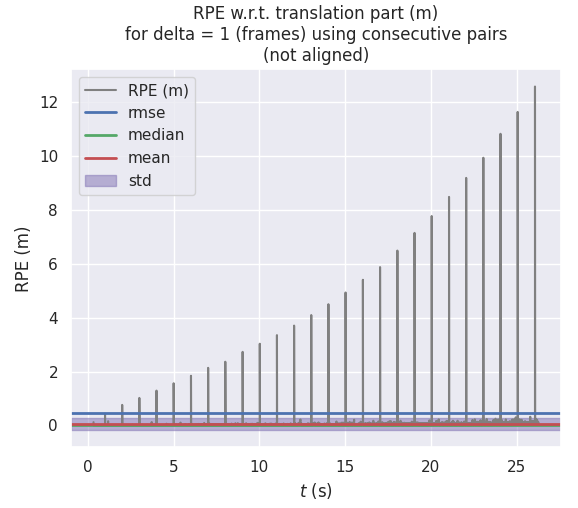 RPE w.r.t. translation part (m)
for delta = 1 (frames) using consecutive pairs
(not aligned)
RPE (m)
rmse
median
mean
std
RPE (m)
12
10
8
6
4
2
0
0 5 10 15 20 25
t (s)